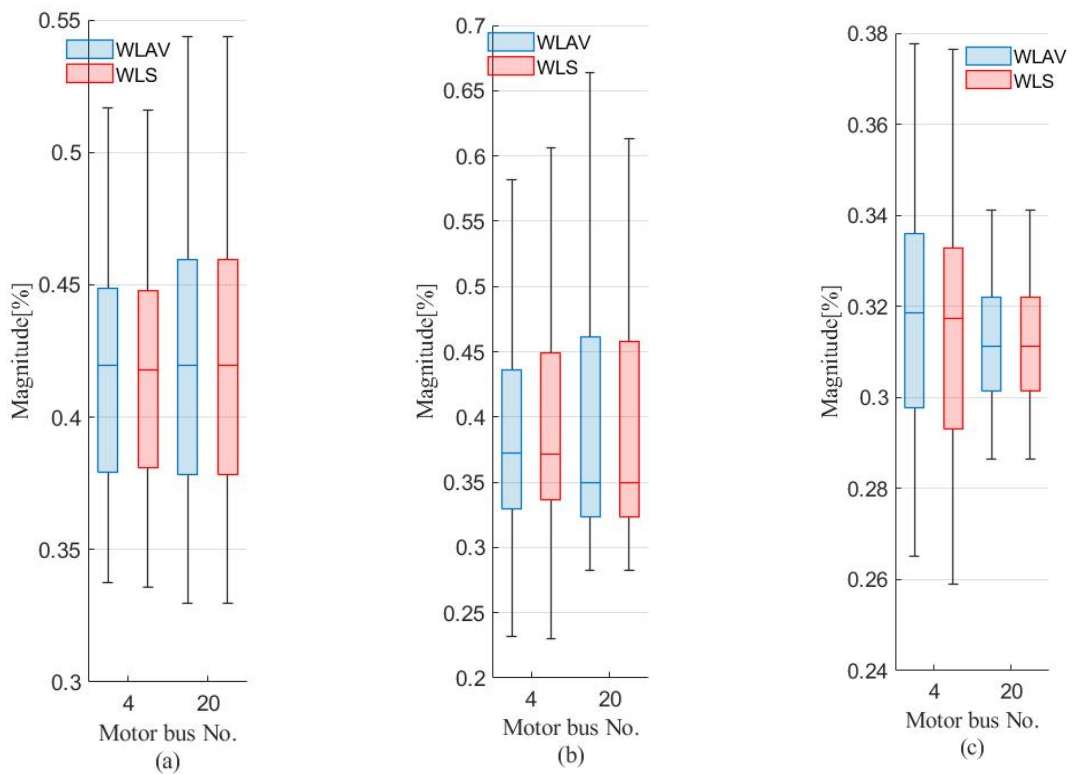 0.55
0.5
0.45
0.4
0.35
0.3
Magnitude[%]
WLAV
WLS
4 20
Motor bus No.
(a)
0.7
0.65
0.6
0.55
0.5
0.45
0.4
0.35
0.3
0.25
0.2
Magnitude[%]
WLAV
WLS
4 20
Motor bus No.
(b)
0.38
0.36
0.34
0.32
0.3
0.28
0.26
0.24
Magnitude[%]
WLAV
WLS
4 20
Motor bus No.
(c)